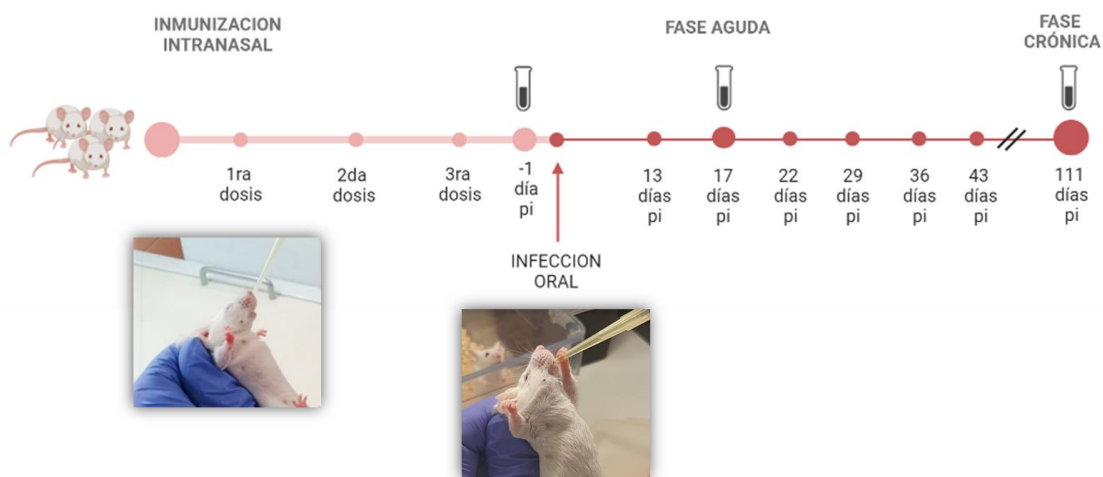 INMUNIZACION
INTRANASAL
FASE AGUDA
FASE
CRÓNICA
1ra
dosis
2da
dosis
3ra
dosis
-1
día
pi
13
días
pi
17
días
pi
22
días
pi
29
días
pi
36
días
pi
43
días
pi
111
días
pi
INFECCION
ORAL